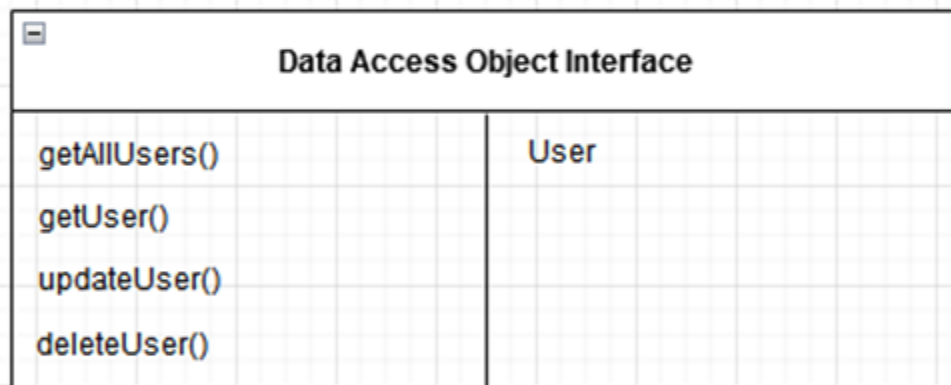 Data Access Object Interface
getAllUsers()
User
getUser()
updateUser()
deleteUser()